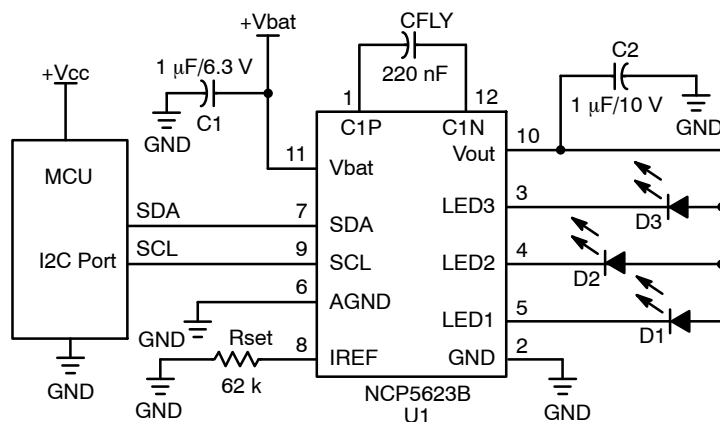 +Vbat
CFLY
220 nF
+Vcc
1 μF/6.3 V
C1
GND
C2
1 μF/10 V
GND
1
12
C1P
C1N
MCU
I2C Port
GND
11
Vbat
Vout
10
SDA
7
SDA
LED3
3
D3
SCL
9
SCL
LED2
4
D2
6
AGND
GND
LED1
5
D1
Rset
62 k
GND
8
IREF
GND
2
GND
NCP5623B
U1